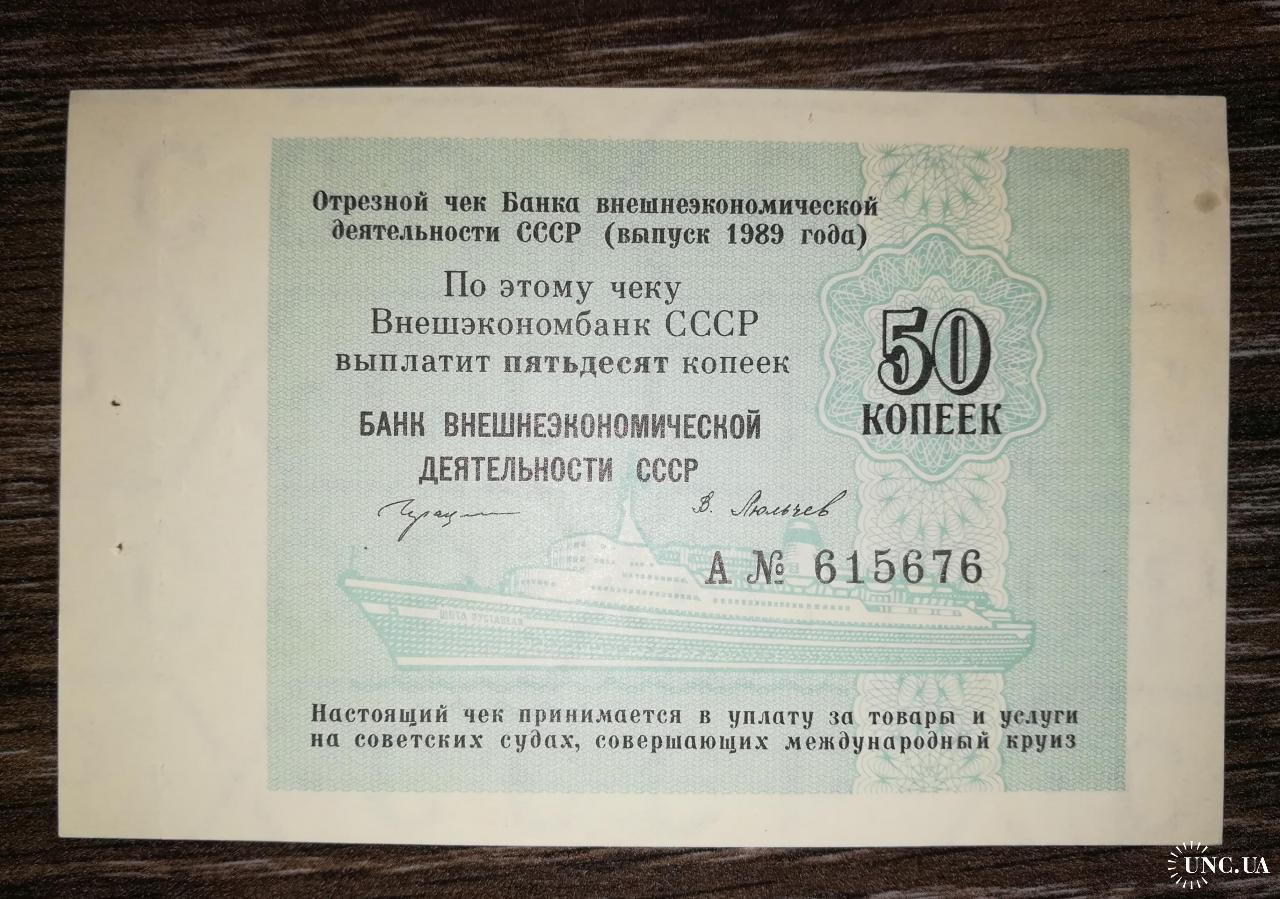 Отрезной чек Банка внешнеэкономической
деятельности СССР (выпуск 1989 года)
По этому чеку
Внешэкономбанк СССР
выплатит пятьдесят копеек
50
КОПЕЕК
БАНК ВНЕШНЕЭКОНОМИЧЕСКОЙ
ДЕЯТЕЛЬНОСТИ СССР
В. Люльчев
А № 615676
ШОТА РУСТАВЕЛИ
Настоящий чек принимается в уплату за товары и услуги
на советских судах, совершающих международный круиз
UNC.UA